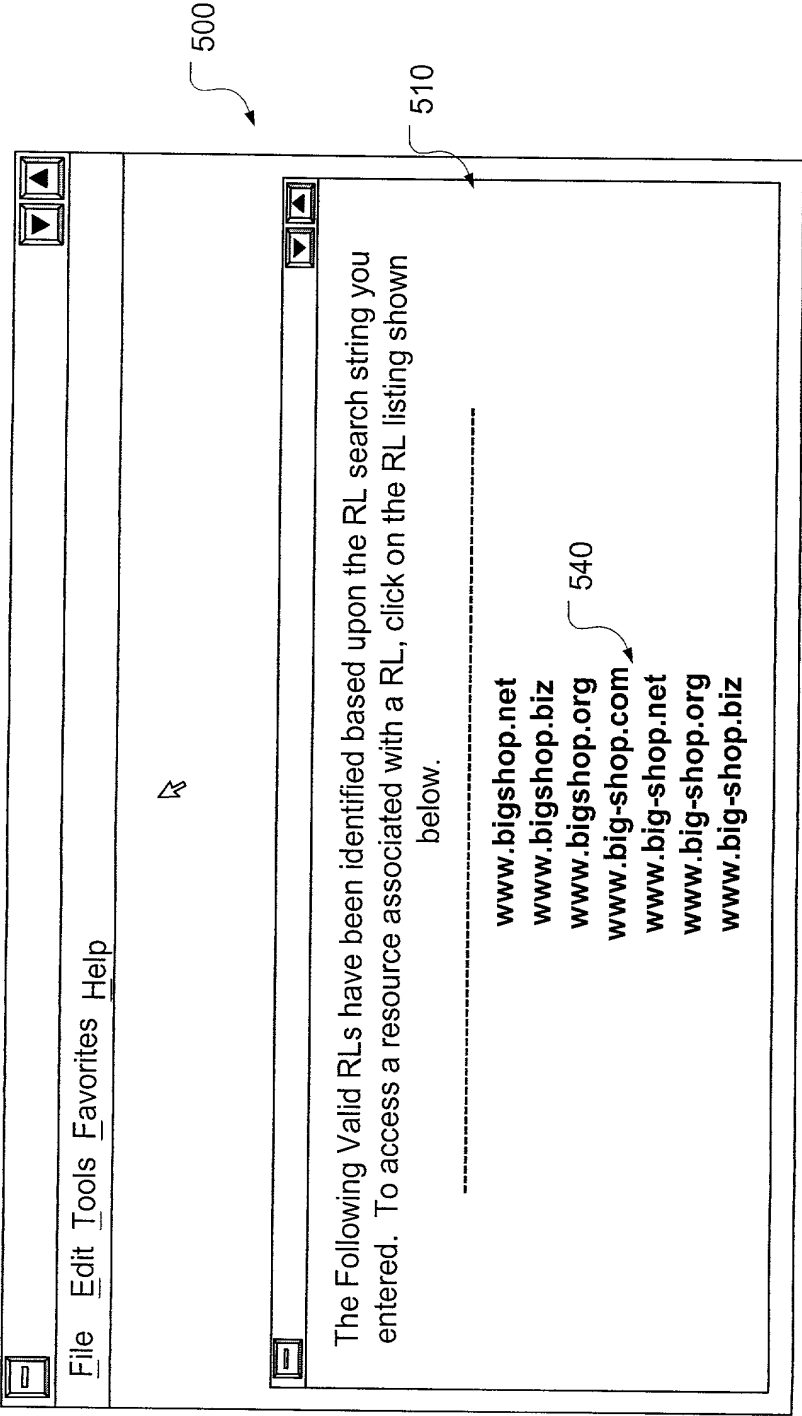 500
File Edit Tools Favorites Help
510
The Following Valid RLs have been identified based upon the RL search string you
entered. To access a resource associated with a RL, click on the RL listing shown
below.
www.bigshop.net
www.bigshop.biz
www.bigshop.org
540
www.big-shop.com
www.big-shop.net
www.big-shop.org
www.big-shop.biz